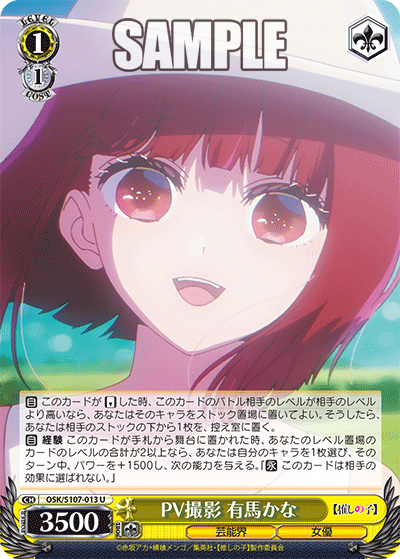 LEVEL
1
1
COST
SAMPLE
自 このカードが【】した時、このカードのバトル相手のレベルが相手のレベル
より高いなら、あなたはそのキャラをストック置場に置いてよい。そうしたら、
あなたは相手のストックの下から1枚を、控え室に置く。
自 経験 このカードが手札から舞台に置かれた時、あなたのレベル置場の
カードのレベルの合計が2以上なら、あなたは自分のキャラを1枚選び、その
ターン中、パワーを+1500し、次の能力を与える。『永 このカードは相手の
効果に選ばれない。』
CH OSK/S107-013 U
3500
PV撮影 有馬かな
【推しの子】
芸能界
女優
©赤坂アカ×横槍メンゴ/集英社・【推しの子】製作委員会